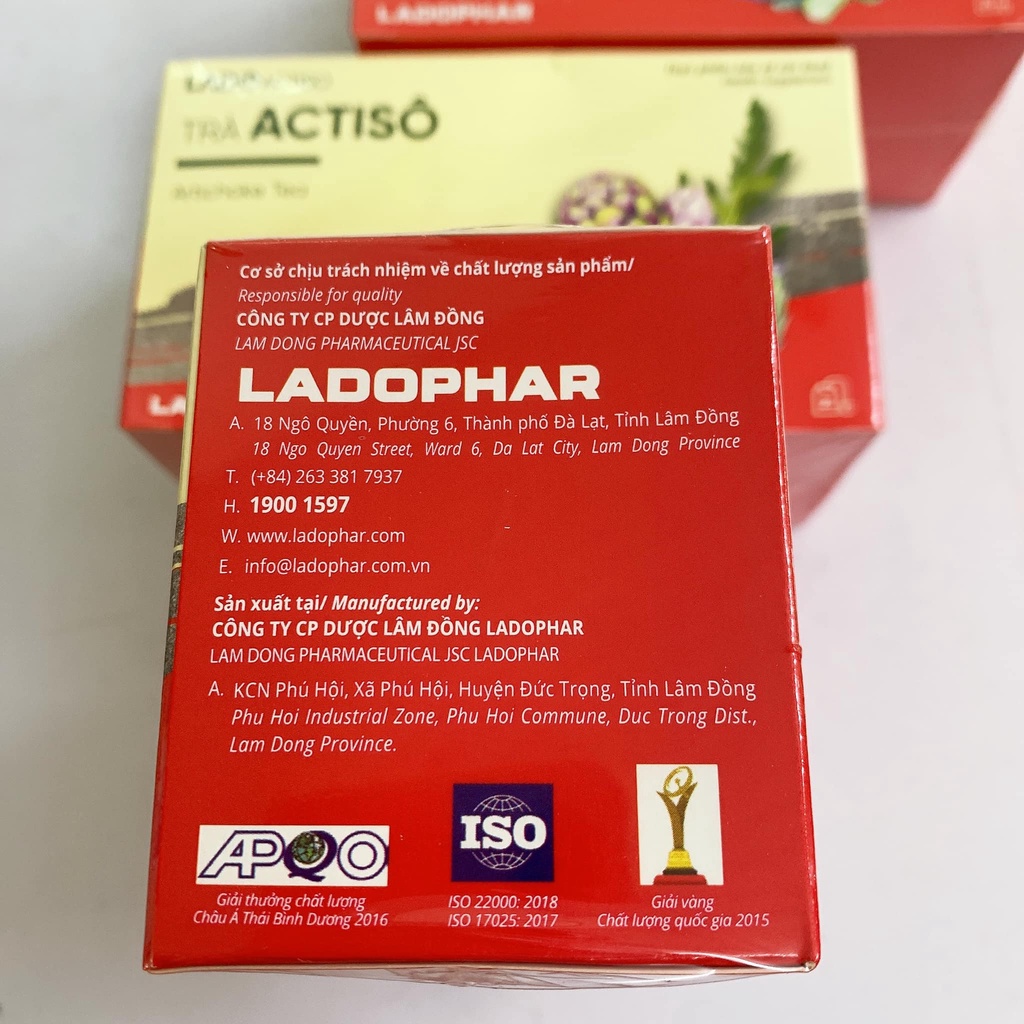 LADOPHAR
TRÀ ACTISÔ
Artichoke Tea
Cơ sở chịu trách nhiệm về chất lượng sản phẩm/
Responsible for quality
CÔNG TY CP DƯỢC LÂM ĐỒNG
LAM DONG PHARMACEUTICAL JSC
LADOPHAR
A. 18 Ngô Quyền, Phường 6, Thành phố Đà Lạt, Tỉnh Lâm Đồng
18 Ngo Quyen Street, Ward 6, Da Lat City, Lam Dong Province
T. (+84) 263 381 7937
H. 1900 1597
W. www.ladophar.com
E. info@ladophar.com.vn
Sản xuất tại/ Manufactured by:
CÔNG TY CP DƯỢC LÂM ĐỒNG LADOPHAR
LAM DONG PHARMACEUTICAL JSC LADOPHAR
A. KCN Phú Hội, Xã Phú Hội, Huyện Đức Trọng, Tỉnh Lâm Đồng
Phu Hoi Industrial Zone, Phu Hoi Commune, Duc Trong Dist.,
Lam Dong Province.
APQO
Giải thưởng chất lượng
Châu Á Thái Bình Dương 2016
ISO
ISO 22000: 2018
ISO 17025: 2017
Giải vàng
Chất lượng quốc gia 2015